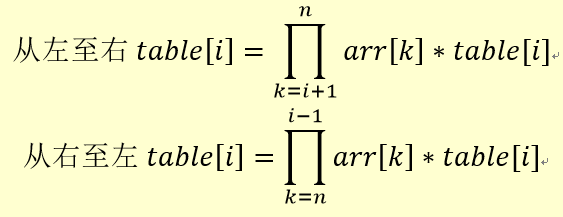 从左至右 table[i] = ∏_{k=i+1}^{n} arr[k] * table[i]
从右至左 table[i] = ∏_{k=n}^{i−1} arr[k] * table[i]